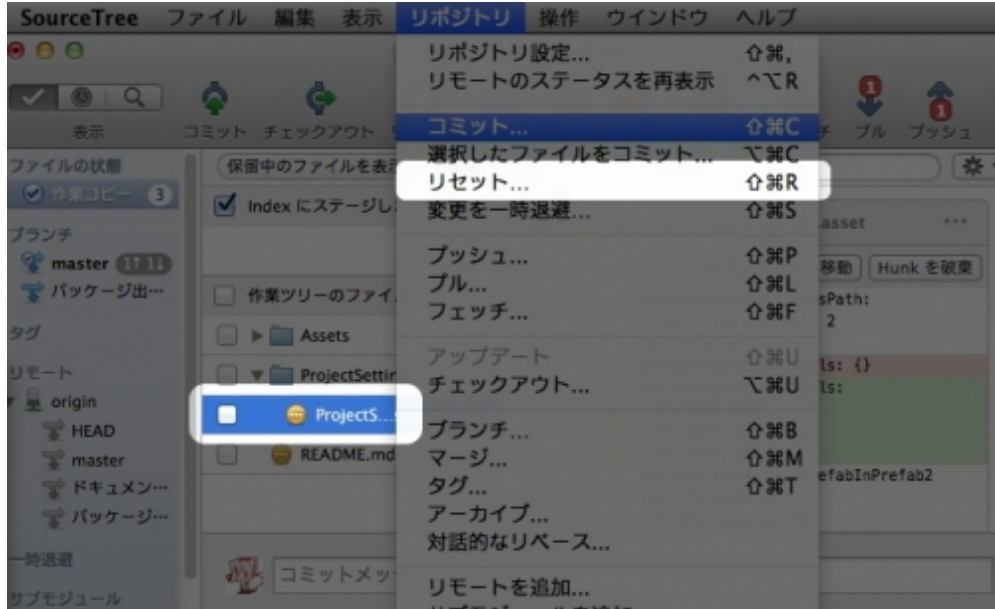 SourceTree ファイル 編集 表示 リポジトリ 操作 ウインドウ ヘルプ
リポジトリ設定... ⇧⌘,
リモートのステータスを再表示 ^⌥R
コミット... ⇧⌘C
選択したファイルをコミット... ⌥⌘C
リセット... ⇧⌘R
変更を一時退避... ⇧⌘S
プッシュ... ⇧⌘P
プル... ⇧⌘L
フェッチ... ⇧⌘F
アップデート ⇧⌘U
チェックアウト... ⌥⌘U
ブランチ... ⇧⌘B
マージ... ⇧⌘M
タグ... ⇧⌘T
アーカイブ...
対話的なリベース...
リモートを追加...
表示 コミット チェックアウト
チ プル プッシュ
1
1
ファイルの状態
作業コピー 3
ブランチ
master 1↑ 1↓
パッケージ出…
タグ
リモート
origin
HEAD
master
ドキュメン…
パッケージ…
一時退避
サブモジュール
保留中のファイルを表
Index にステージし
作業ツリーのファイ
Assets
ProjectSettin
ProjectS...s
README.md
コミットメッ
asset
移動 Hunk を破棄
sPath:
2
ls: {}
ls:
efabInPrefab2